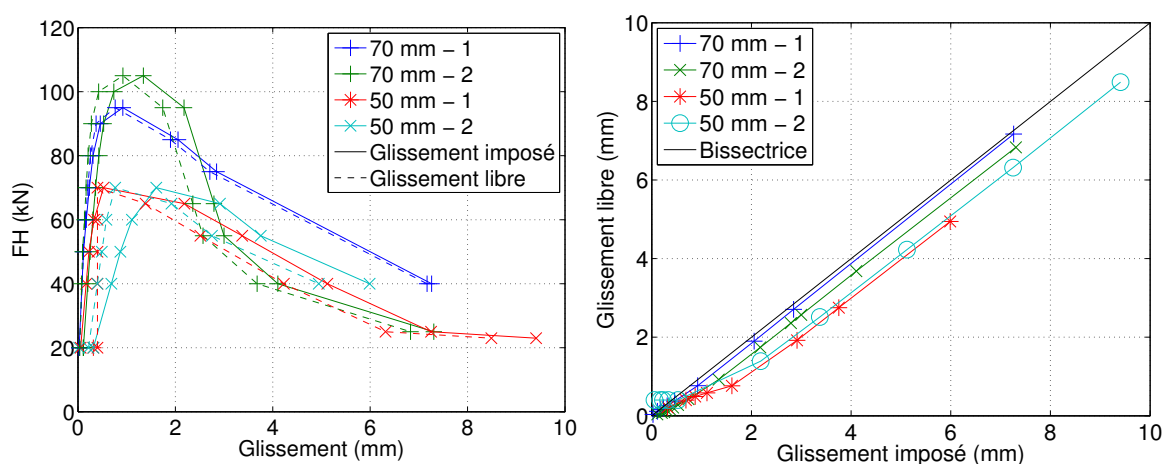 120
100
80
60
40
20
0
FH (kN)
70 mm − 1
70 mm − 2
50 mm − 1
50 mm − 2
Glissement imposé
Glissement libre
0 2 4 6 8 10
Glissement (mm)
10
8
6
4
2
0
Glissement libre (mm)
70 mm − 1
70 mm − 2
50 mm − 1
50 mm − 2
Bissectrice
0 2 4 6 8 10
Glissement imposé (mm)